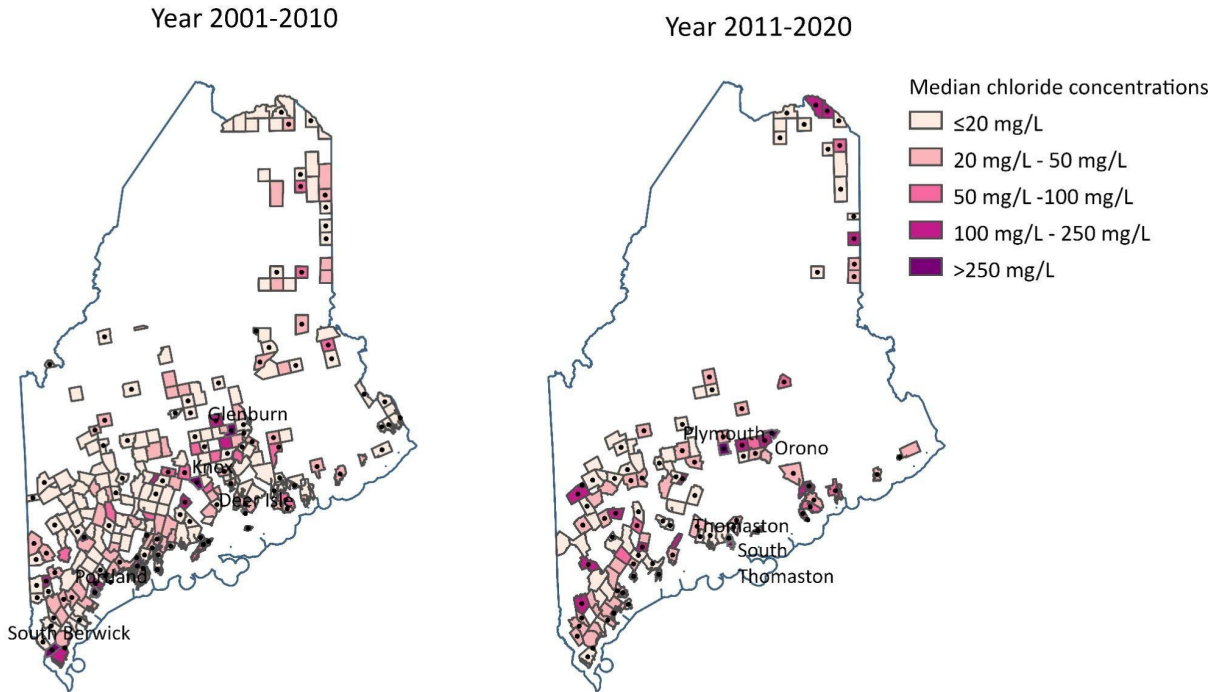 Year 2001-2010
Year 2011-2020
Median chloride concentrations
≤20 mg/L
20 mg/L - 50 mg/L
50 mg/L -100 mg/L
100 mg/L - 250 mg/L
>250 mg/L
Glenburn
Knox
Deer Isle
Portland
South Berwick
Plymouth
Orono
Thomaston
South
Thomaston